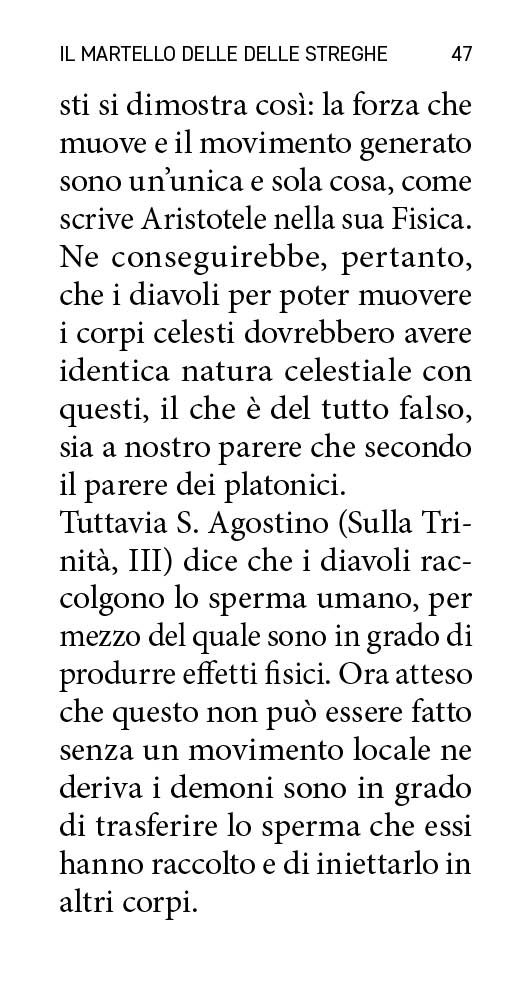 IL MARTELLO DELLE DELLE STREGHE 47
sti si dimostra così: la forza che
muove e il movimento generato
sono un’unica e sola cosa, come
scrive Aristotele nella sua Fisica.
Ne conseguirebbe, pertanto,
che i diavoli per poter muovere
i corpi celesti dovrebbero avere
identica natura celestiale con
questi, il che è del tutto falso,
sia a nostro parere che secondo
il parere dei platonici.
Tuttavia S. Agostino (Sulla Tri-
nità, III) dice che i diavoli rac-
colgono lo sperma umano, per
mezzo del quale sono in grado di
produrre effetti fisici. Ora atteso
che questo non può essere fatto
senza un movimento locale ne
deriva i demoni sono in grado
di trasferire lo sperma che essi
hanno raccolto e di iniettarlo in
altri corpi.